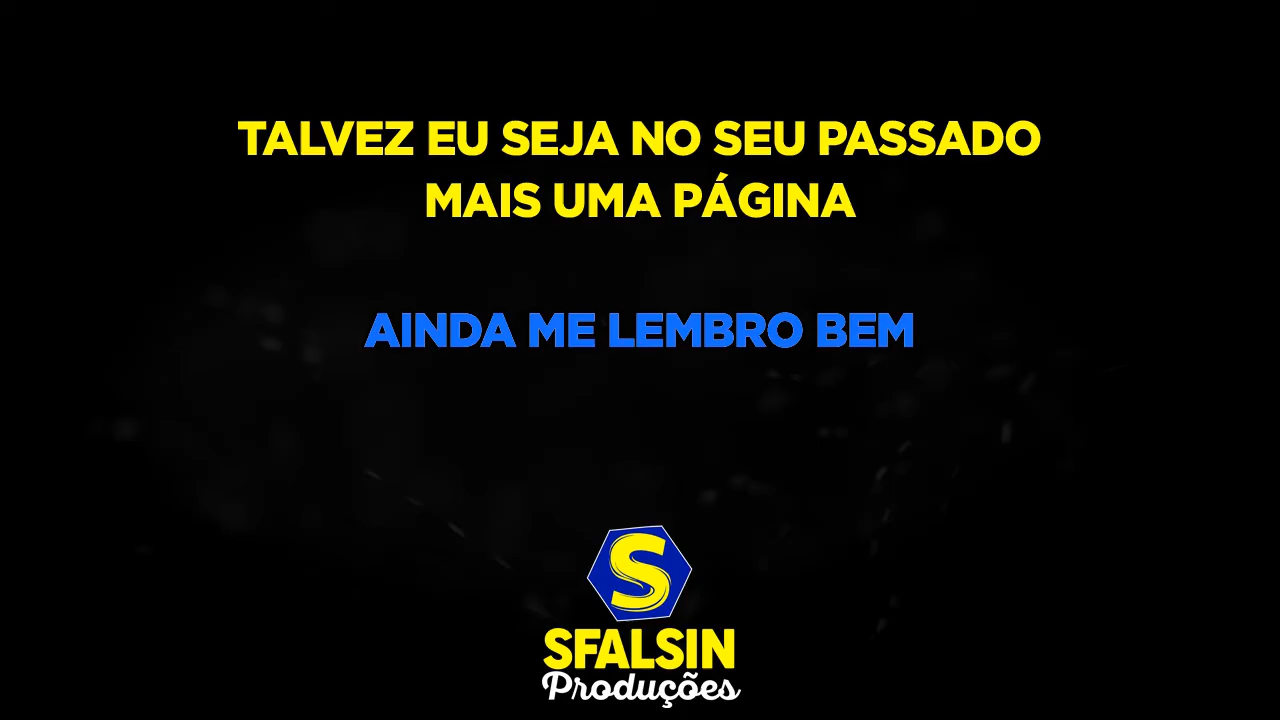 TALVEZ EU SEJA NO SEU PASSADO
MAIS UMA PÁGINA
AINDA ME LEMBRO BEM
S
SFALSIN
Produções